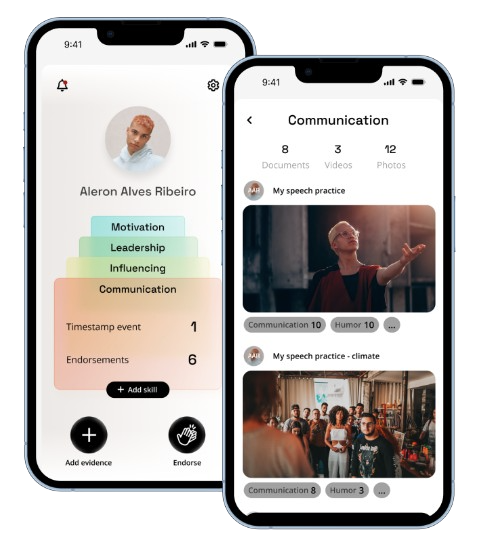 9:41
Aleron Alves Ribeiro
Motivation
Leadership
Influencing
Communication
Timestamp event 1
Endorsements 6
+ Add skill
Add evidence
Endorse
9:41
Communication
8 3 12
Documents Videos Photos
AAR My speech practice
Communication 10 Humor 10 ...
AAR My speech practice - climate
Communication 8 Humor 3 ...